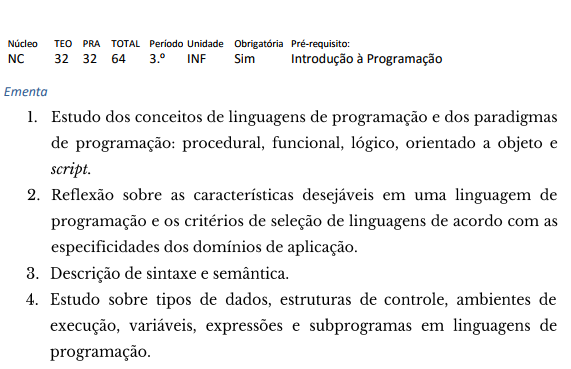 Núcleo TEO PRA TOTAL Período Unidade Obrigatória Pré-requisito:
NC 32 32 64 3.º INF Sim Introdução à Programação
Ementa
1. Estudo dos conceitos de linguagens de programação e dos paradigmas
de programação: procedural, funcional, lógico, orientado a objeto e
script.
2. Reflexão sobre as características desejáveis em uma linguagem de
programação e os critérios de seleção de linguagens de acordo com as
especificidades dos domínios de aplicação.
3. Descrição de sintaxe e semântica.
4. Estudo sobre tipos de dados, estruturas de controle, ambientes de
execução, variáveis, expressões e subprogramas em linguagens de
programação.